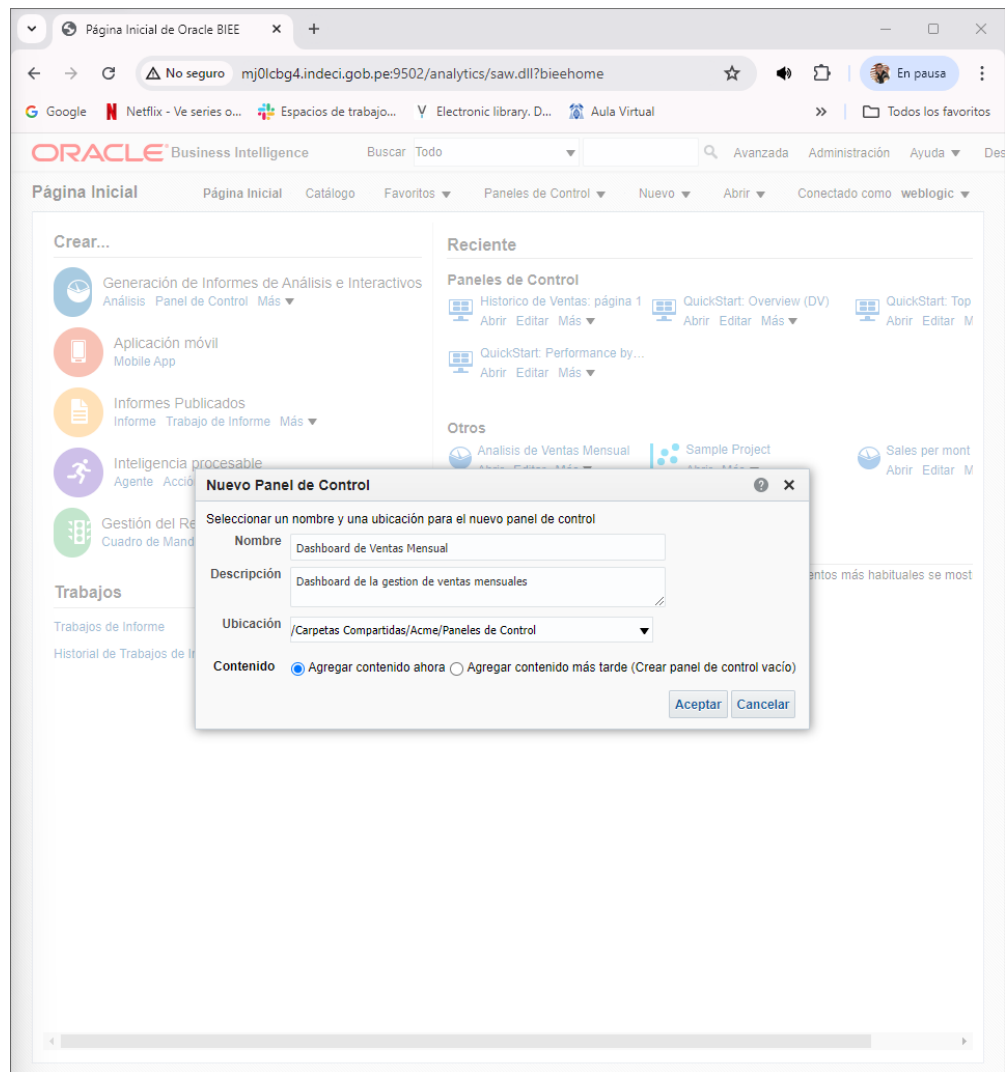 Página Inicial de Oracle BIEE
No seguro mj0lcbg4.indeci.gob.pe:9502/analytics/saw.dll?bieehome En pausa
Google Netflix - Ve series o... Espacios de trabajo... Electronic library. D... Aula Virtual » Todos los favoritos
ORACLE Business Intelligence Buscar Todo Avanzada Administración Ayuda Des
Página Inicial Página Inicial Catálogo Favoritos Paneles de Control Nuevo Abrir Conectado como weblogic
Crear...
Generación de Informes de Análisis e Interactivos
Análisis Panel de Control Más
Aplicación móvil
Mobile App
Informes Publicados
Informe Trabajo de Informe Más
Inteligencia procesable
Agente Acció
Gestión del Re
Cuadro de Mand
Trabajos
Trabajos de Informe
Historial de Trabajos de In
Reciente
Paneles de Control
Historico de Ventas: página 1 QuickStart: Overview (DV) QuickStart: Top
Abrir Editar Más Abrir Editar Más Abrir Editar M
QuickStart: Performance by...
Abrir Editar Más
Otros
Analisis de Ventas Mensual Sample Project Sales per mont
Abrir Editar Más Abrir Más Abrir Editar M
entos más habituales se most
Nuevo Panel de Control
Seleccionar un nombre y una ubicación para el nuevo panel de control
Nombre Dashboard de Ventas Mensual
Descripción Dashboard de la gestion de ventas mensuales
Ubicación /Carpetas Compartidas/Acme/Paneles de Control
Contenido Agregar contenido ahora Agregar contenido más tarde (Crear panel de control vacío)
Aceptar Cancelar